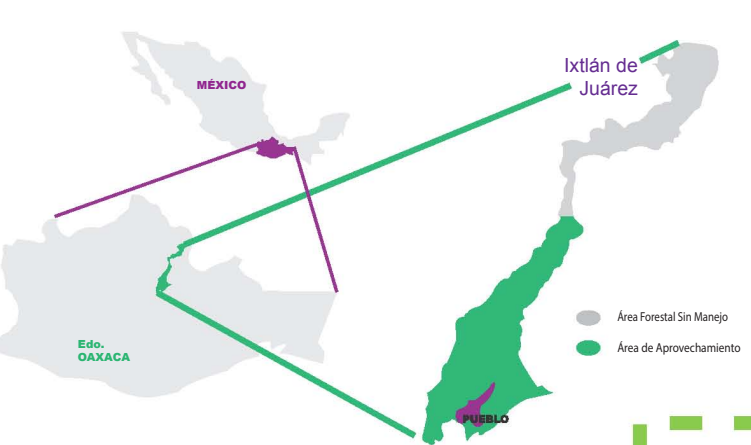 MÉXICO
Ixtlán de
Juárez
Edo.
OAXACA
Área Forestal Sin Manejo
Área de Aprovechamiento
PUEBLO